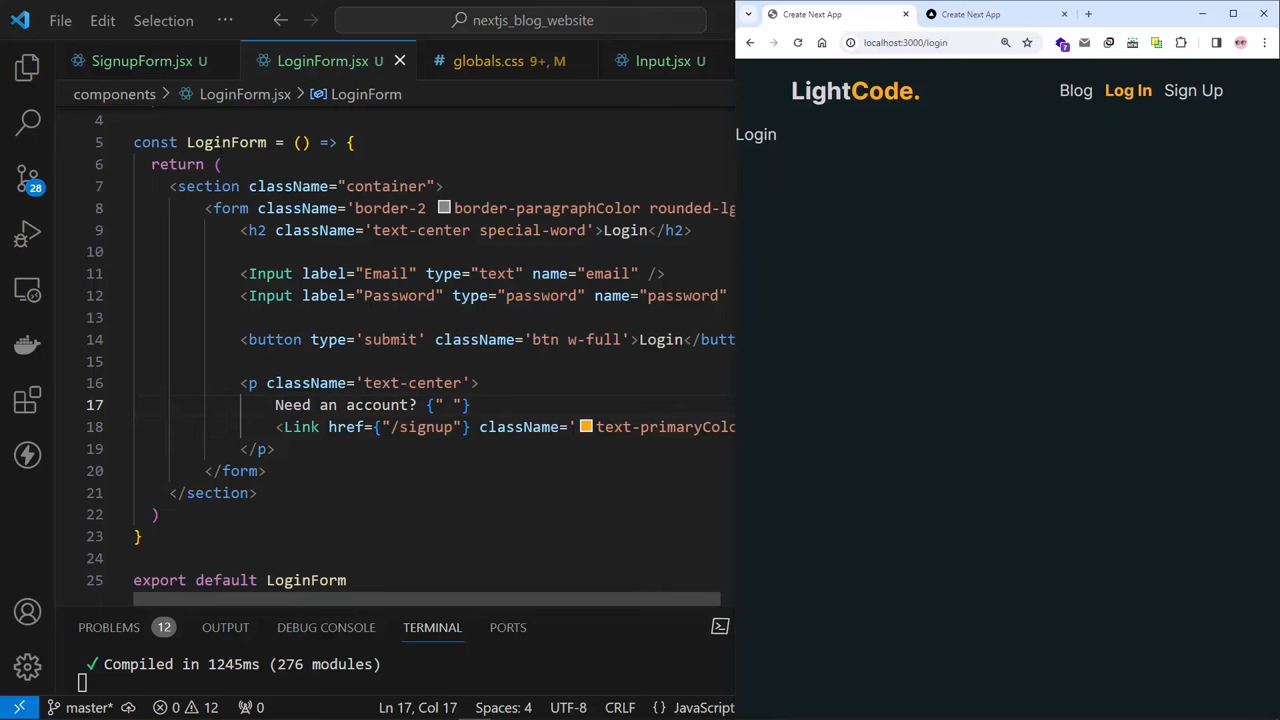 File Edit Selection ··· nextjs_blog_website
SignupForm.jsx U LoginForm.jsx U globals.css 9+, M Input.jsx U
components > LoginForm.jsx > LoginForm
4
5 const LoginForm = () => {
6 return (
7 <section className="container">
8 <form className='border-2 border-paragraphColor rounded-lg
9 <h2 className='text-center special-word'>Login</h2>
10
11 <Input label="Email" type="text" name="email" />
12 <Input label="Password" type="password" name="password"
13
14 <button type='submit' className='btn w-full'>Login</butt
15
16 <p className='text-center'>
17 Need an account? {" "}
18 <Link href={"/signup"} className='text-primaryColo
19 </p>
20 </form>
21 </section>
22 )
23 }
24
25 export default LoginForm
PROBLEMS 12 OUTPUT DEBUG CONSOLE TERMINAL PORTS
✓ Compiled in 1245ms (276 modules)
28
master* 0 12 0 Ln 17, Col 17 Spaces: 4 UTF-8 CRLF {} JavaScript
Create Next App Create Next App
localhost:3000/login
7
LightCode. Blog Log In Sign Up
Login